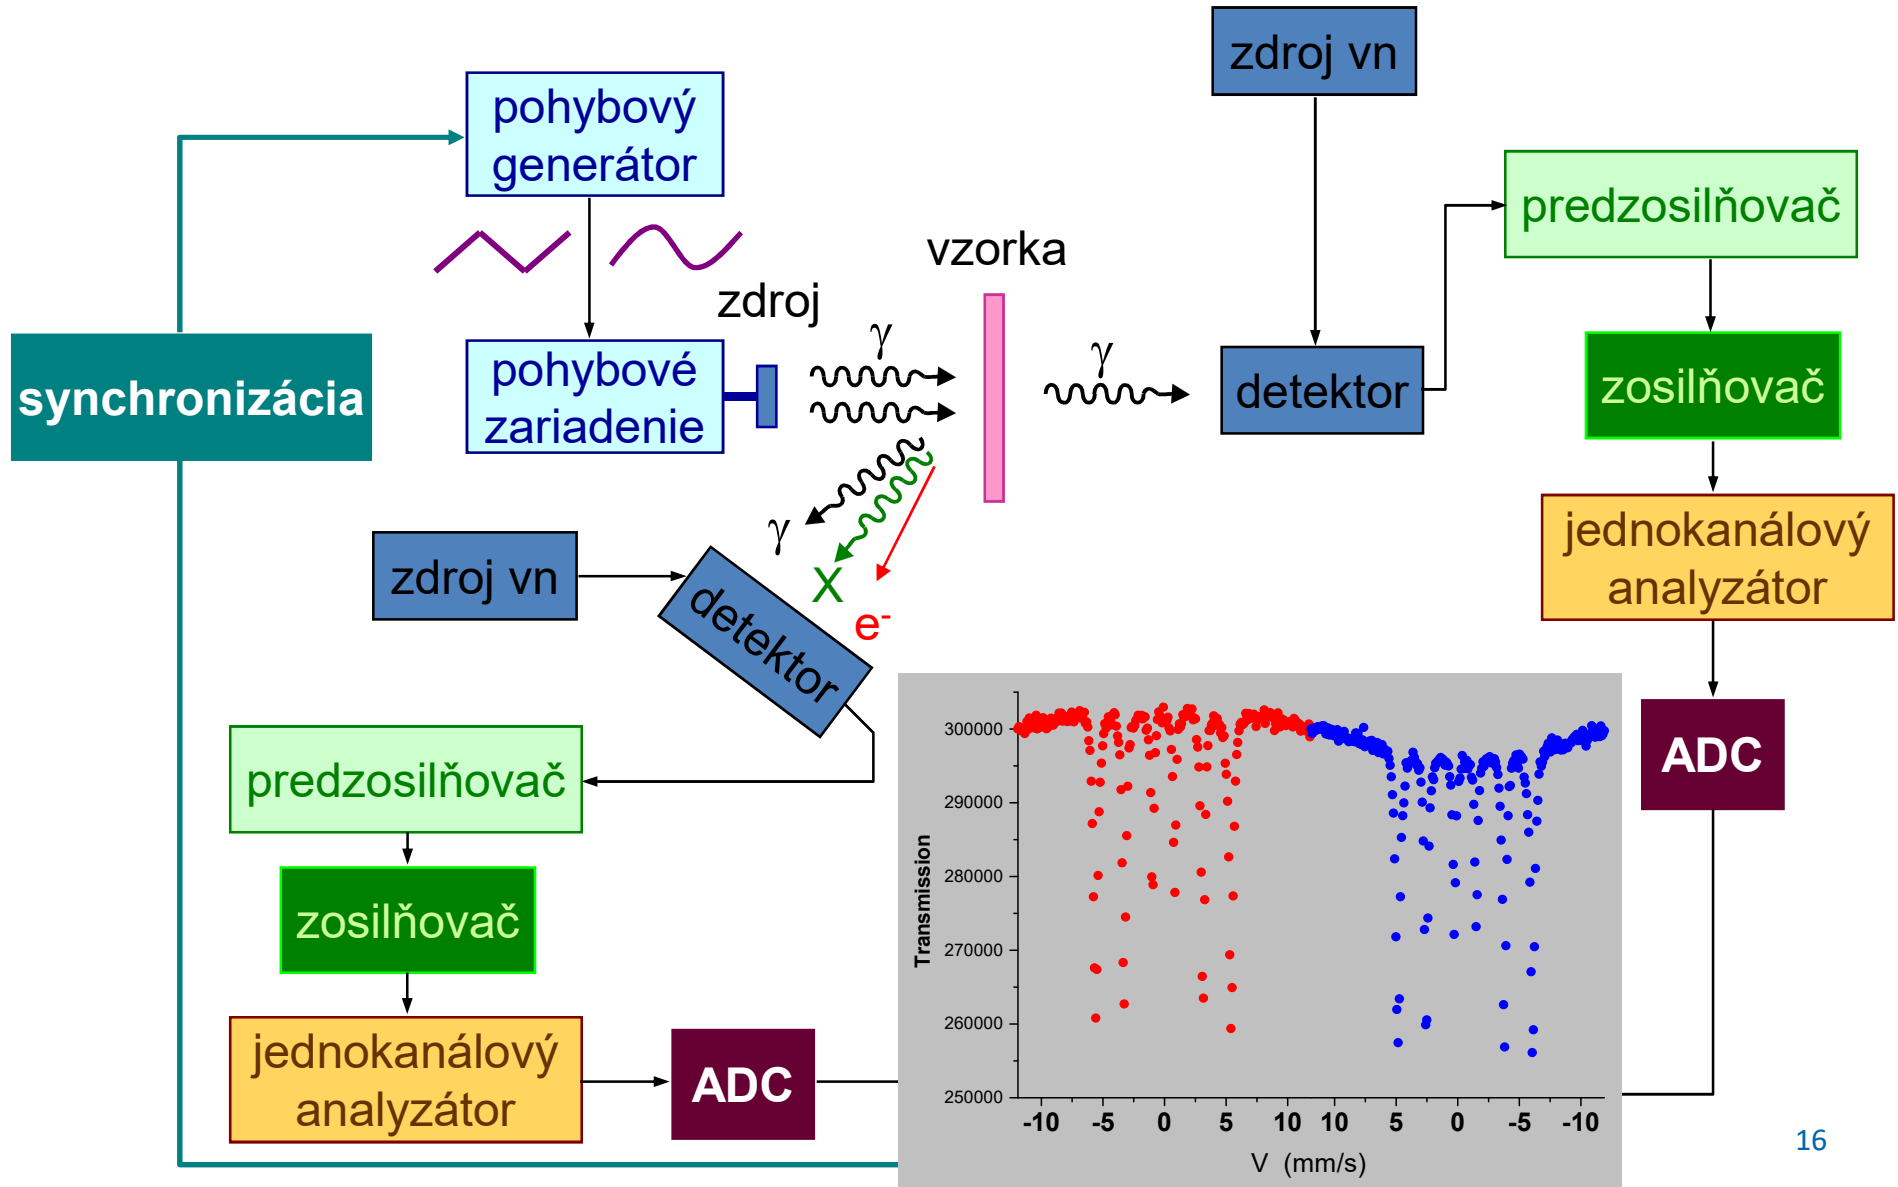 zdroj vn
pohybový
generátor
predzosilňovač
vzorka
zdroj
γ
γ
synchronizácia
pohybové
zariadenie
detektor
zosilňovač
γ
jednokanálový
analyzátor
zdroj vn
X
e-
detektor
predzosilňovač
ADC
zosilňovač
jednokanálový
analyzátor
ADC
Transmission
300000
290000
280000
270000
260000
250000
-10 -5 0 5 10 10 5 0 -5 -10
V (mm/s)
16